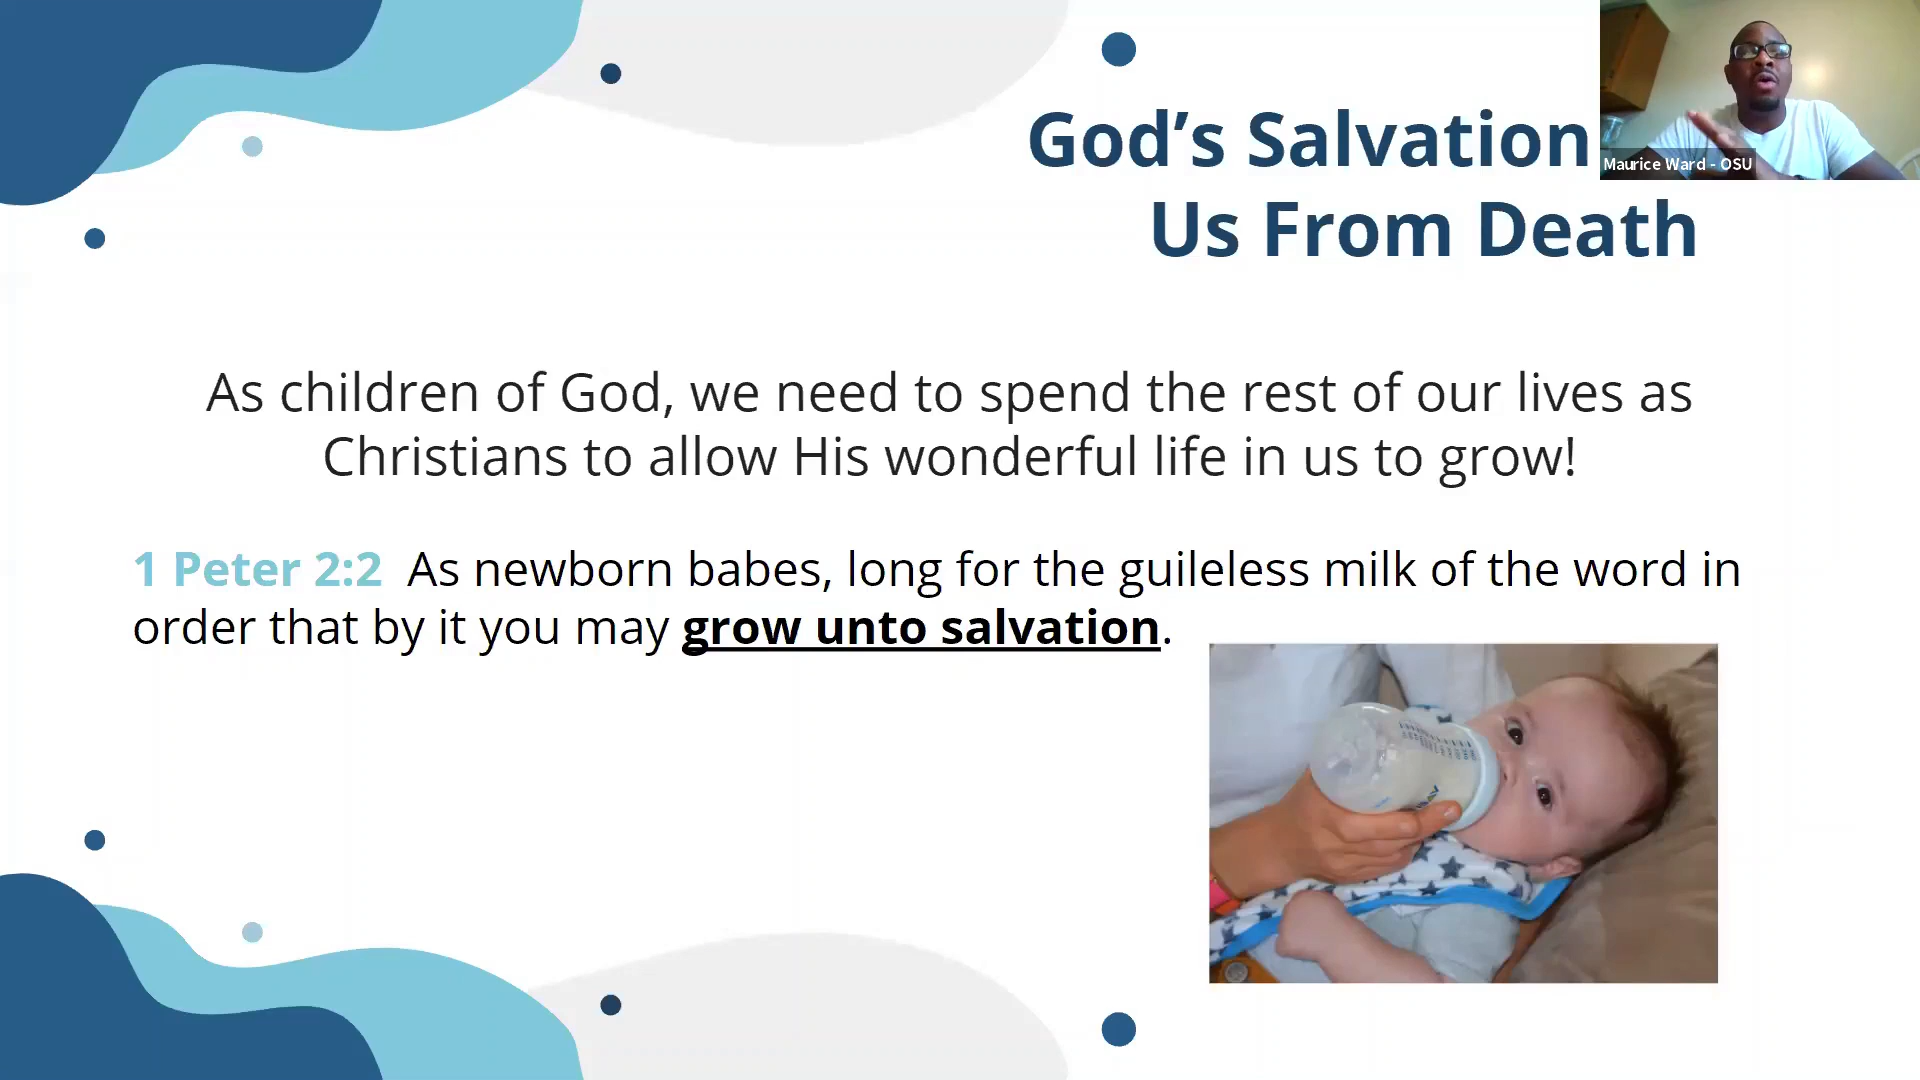 God's Salvation
Us From Death
Maurice Ward - OSU
As children of God, we need to spend the rest of our lives as
Christians to allow His wonderful life in us to grow!
1 Peter 2:2 As newborn babes, long for the guileless milk of the word in
order that by it you may grow unto salvation.